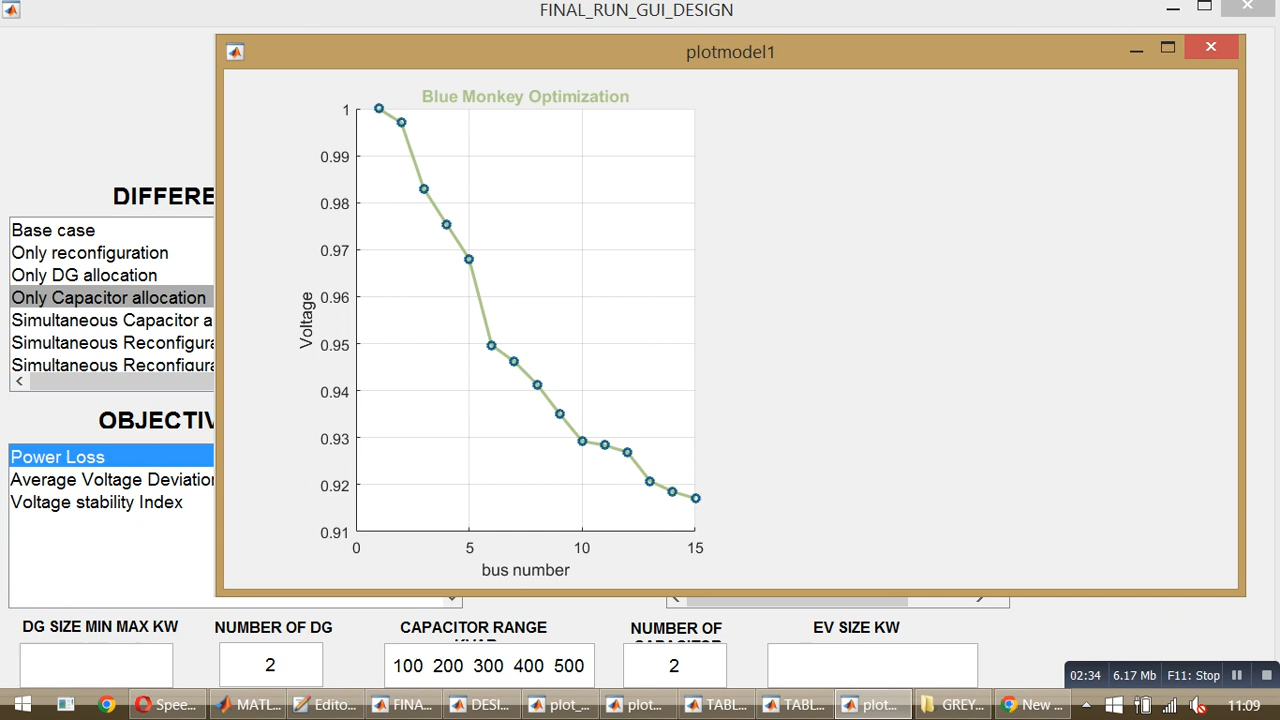 FINAL_RUN_GUI_DESIGN
plotmodel1
Blue Monkey Optimization
1
0.99
0.98
0.97
0.96
0.95
0.94
0.93
0.92
0.91
Voltage
0 5 10 15
bus number
DIFFERE
Base case
Only reconfiguration
Only DG allocation
Only Capacitor allocation
Simultaneous Capacitor a
Simultaneous Reconfigura
Simultaneous Reconfigura
OBJECTIV
Power Loss
Average Voltage Deviation
Voltage stability Index
DG SIZE MIN MAX KW
NUMBER OF DG
2
CAPACITOR RANGE
KVAR
100 200 300 400 500
NUMBER OF
CAPACITOR
2
EV SIZE KW
02:34 6.17 Mb F11: Stop
Spee... MATL... Edito... FINA... DESI... plot_... plot... TABL... TABL... plot... GREY... New ... 11:09